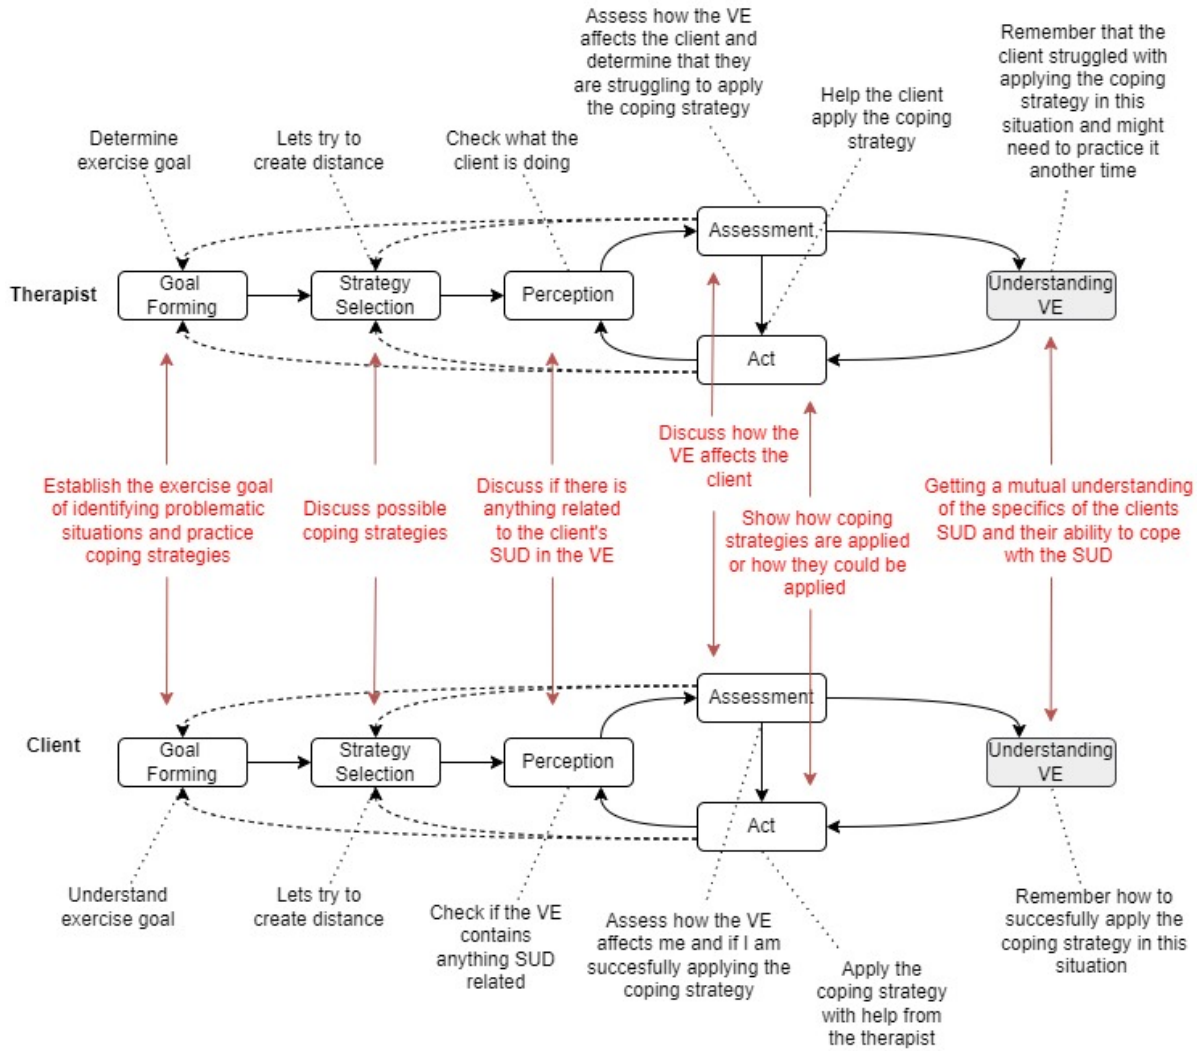 Assess how the VE
affects the client and
determine that they
are struggling to apply
the coping strategy
Remember that the
client struggled with
applying the coping
strategy in this
situation and might
need to practice it
another time
Help the client
apply the coping
strategy
Determine
exercise goal
Lets try to
create distance
Check what the
client is doing
Therapist
Goal
Forming
Strategy
Selection
Perception
Assessment
Act
Understanding
VE
Establish the exercise goal
of identifying problematic
situations and practice
coping strategies
Discuss possible
coping strategies
Discuss if there is
anything related
to the client's
SUD in the VE
Discuss how the
VE affects the
client
Show how coping
strategies are applied
or how they could be
applied
Getting a mutual understanding
of the specifics of the clients
SUD and their ability to cope
wth the SUD
Client
Goal
Forming
Strategy
Selection
Perception
Assessment
Act
Understanding
VE
Understand
exercise goal
Lets try to
create distance
Check if the VE
contains
anything SUD
related
Assess how the VE
affects me and if I am
succesfully applying the
coping strategy
Apply the
coping strategy
with help from
the therapist
Remember how to
succesfully apply the
coping strategy in this
situation